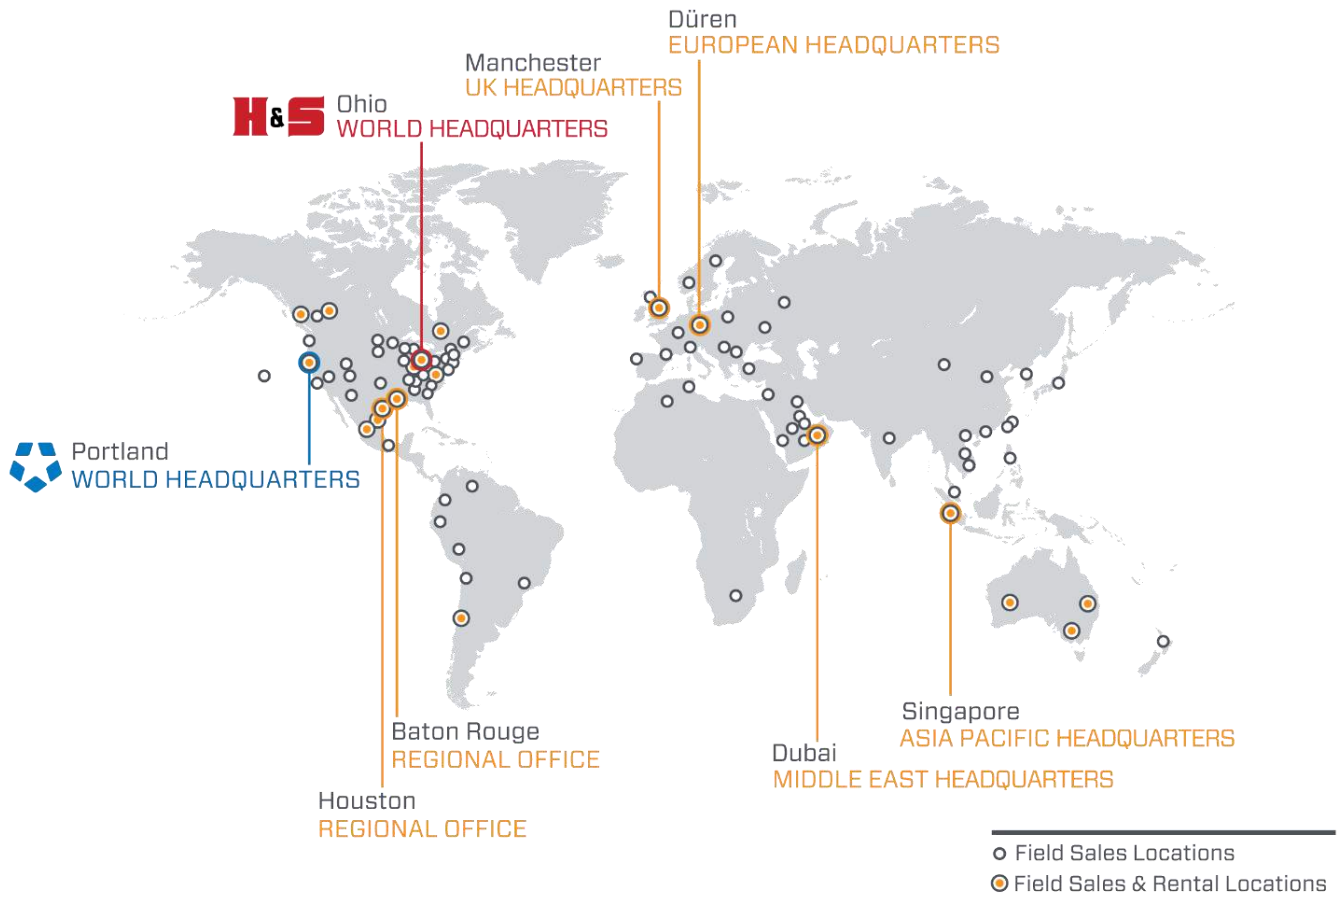 Düren
EUROPEAN HEADQUARTERS
Manchester
UK HEADQUARTERS
H&S
Ohio
WORLD HEADQUARTERS
Portland
WORLD HEADQUARTERS
Baton Rouge
REGIONAL OFFICE
Houston
REGIONAL OFFICE
Singapore
ASIA PACIFIC HEADQUARTERS
Dubai
MIDDLE EAST HEADQUARTERS
Field Sales Locations
Field Sales & Rental Locations